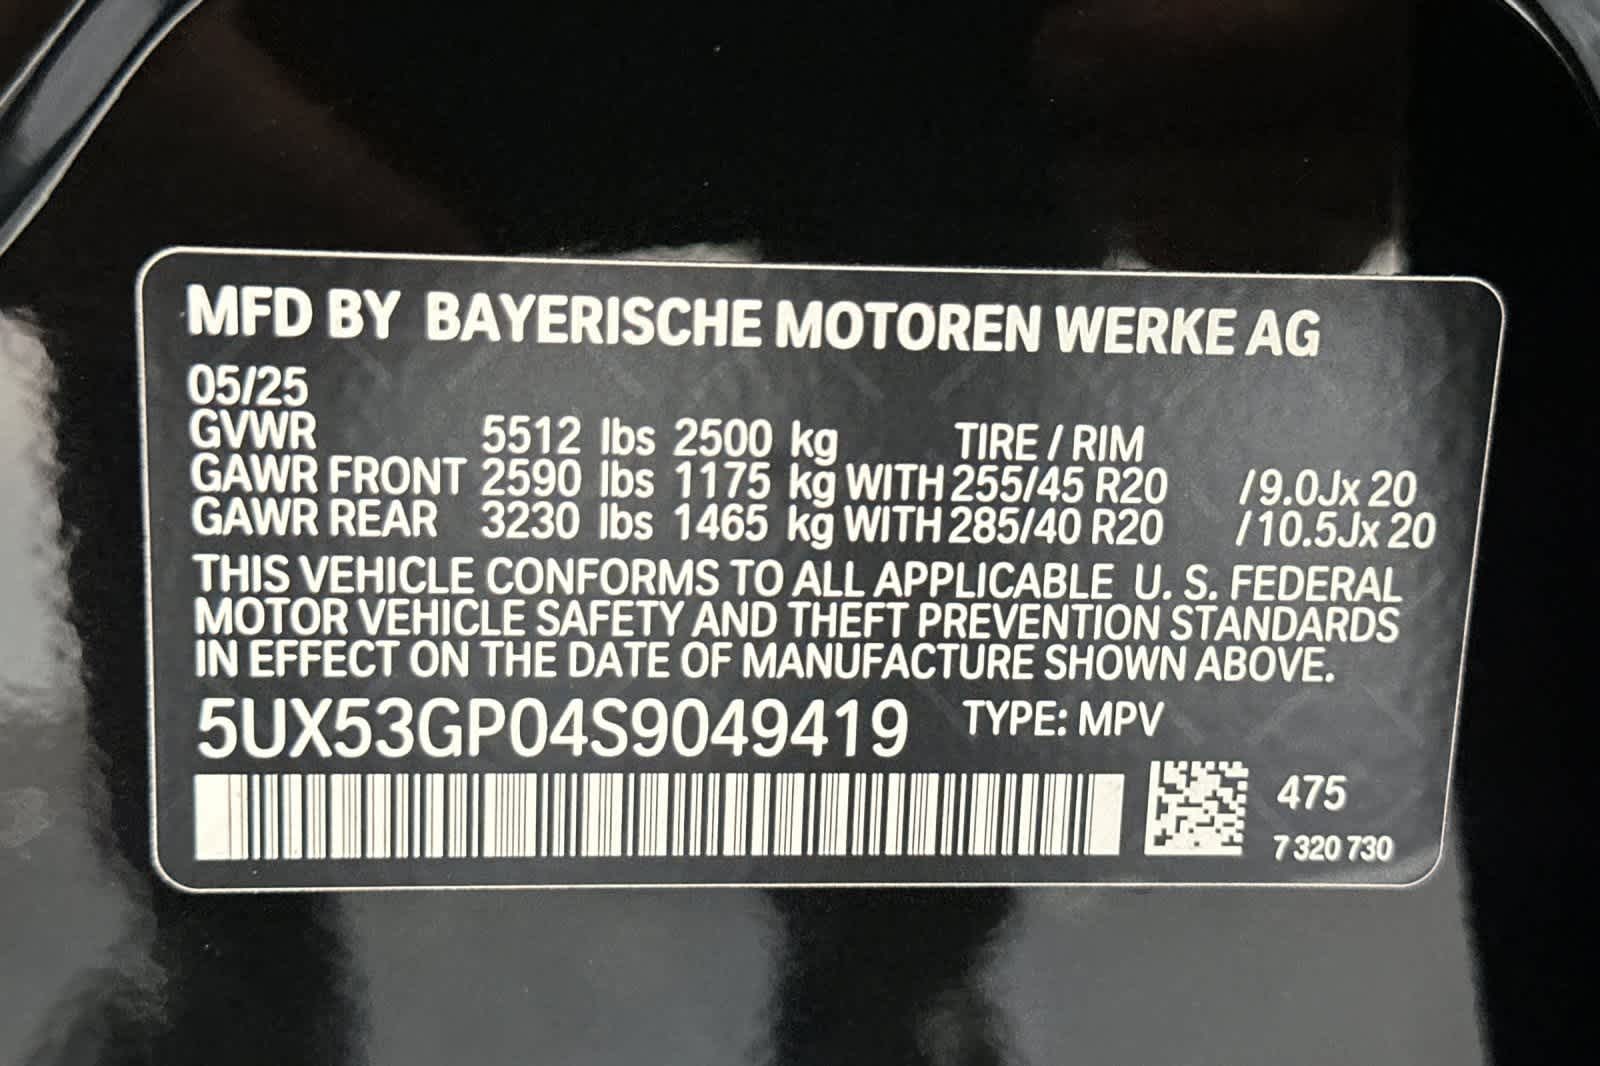 MFD BY BAYERISCHE MOTOREN WERKE AG
05/25
GVWR 5512 lbs 2500 kg TIRE / RIM
GAWR FRONT 2590 lbs 1175 kg WITH 255/45 R20 /9.0Jx 20
GAWR REAR 3230 lbs 1465 kg WITH 285/40 R20 /10.5Jx 20
THIS VEHICLE CONFORMS TO ALL APPLICABLE U. S. FEDERAL
MOTOR VEHICLE SAFETY AND THEFT PREVENTION STANDARDS
IN EFFECT ON THE DATE OF MANUFACTURE SHOWN ABOVE.
5UX53GP04S9049419 TYPE: MPV
475
7 320 730